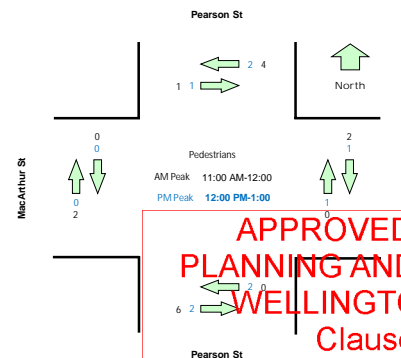 Pearson St
2 4
1 1
North
0
0
2
1
Pedestrians
AM Peak 11:00 AM-12:00
PM Peak 12:00 PM-1:00
MacArthur St
0
2
1
0
APPROVED
PLANNING AND
2 0
6 2
WELLINGTO
Clause
Pearson St